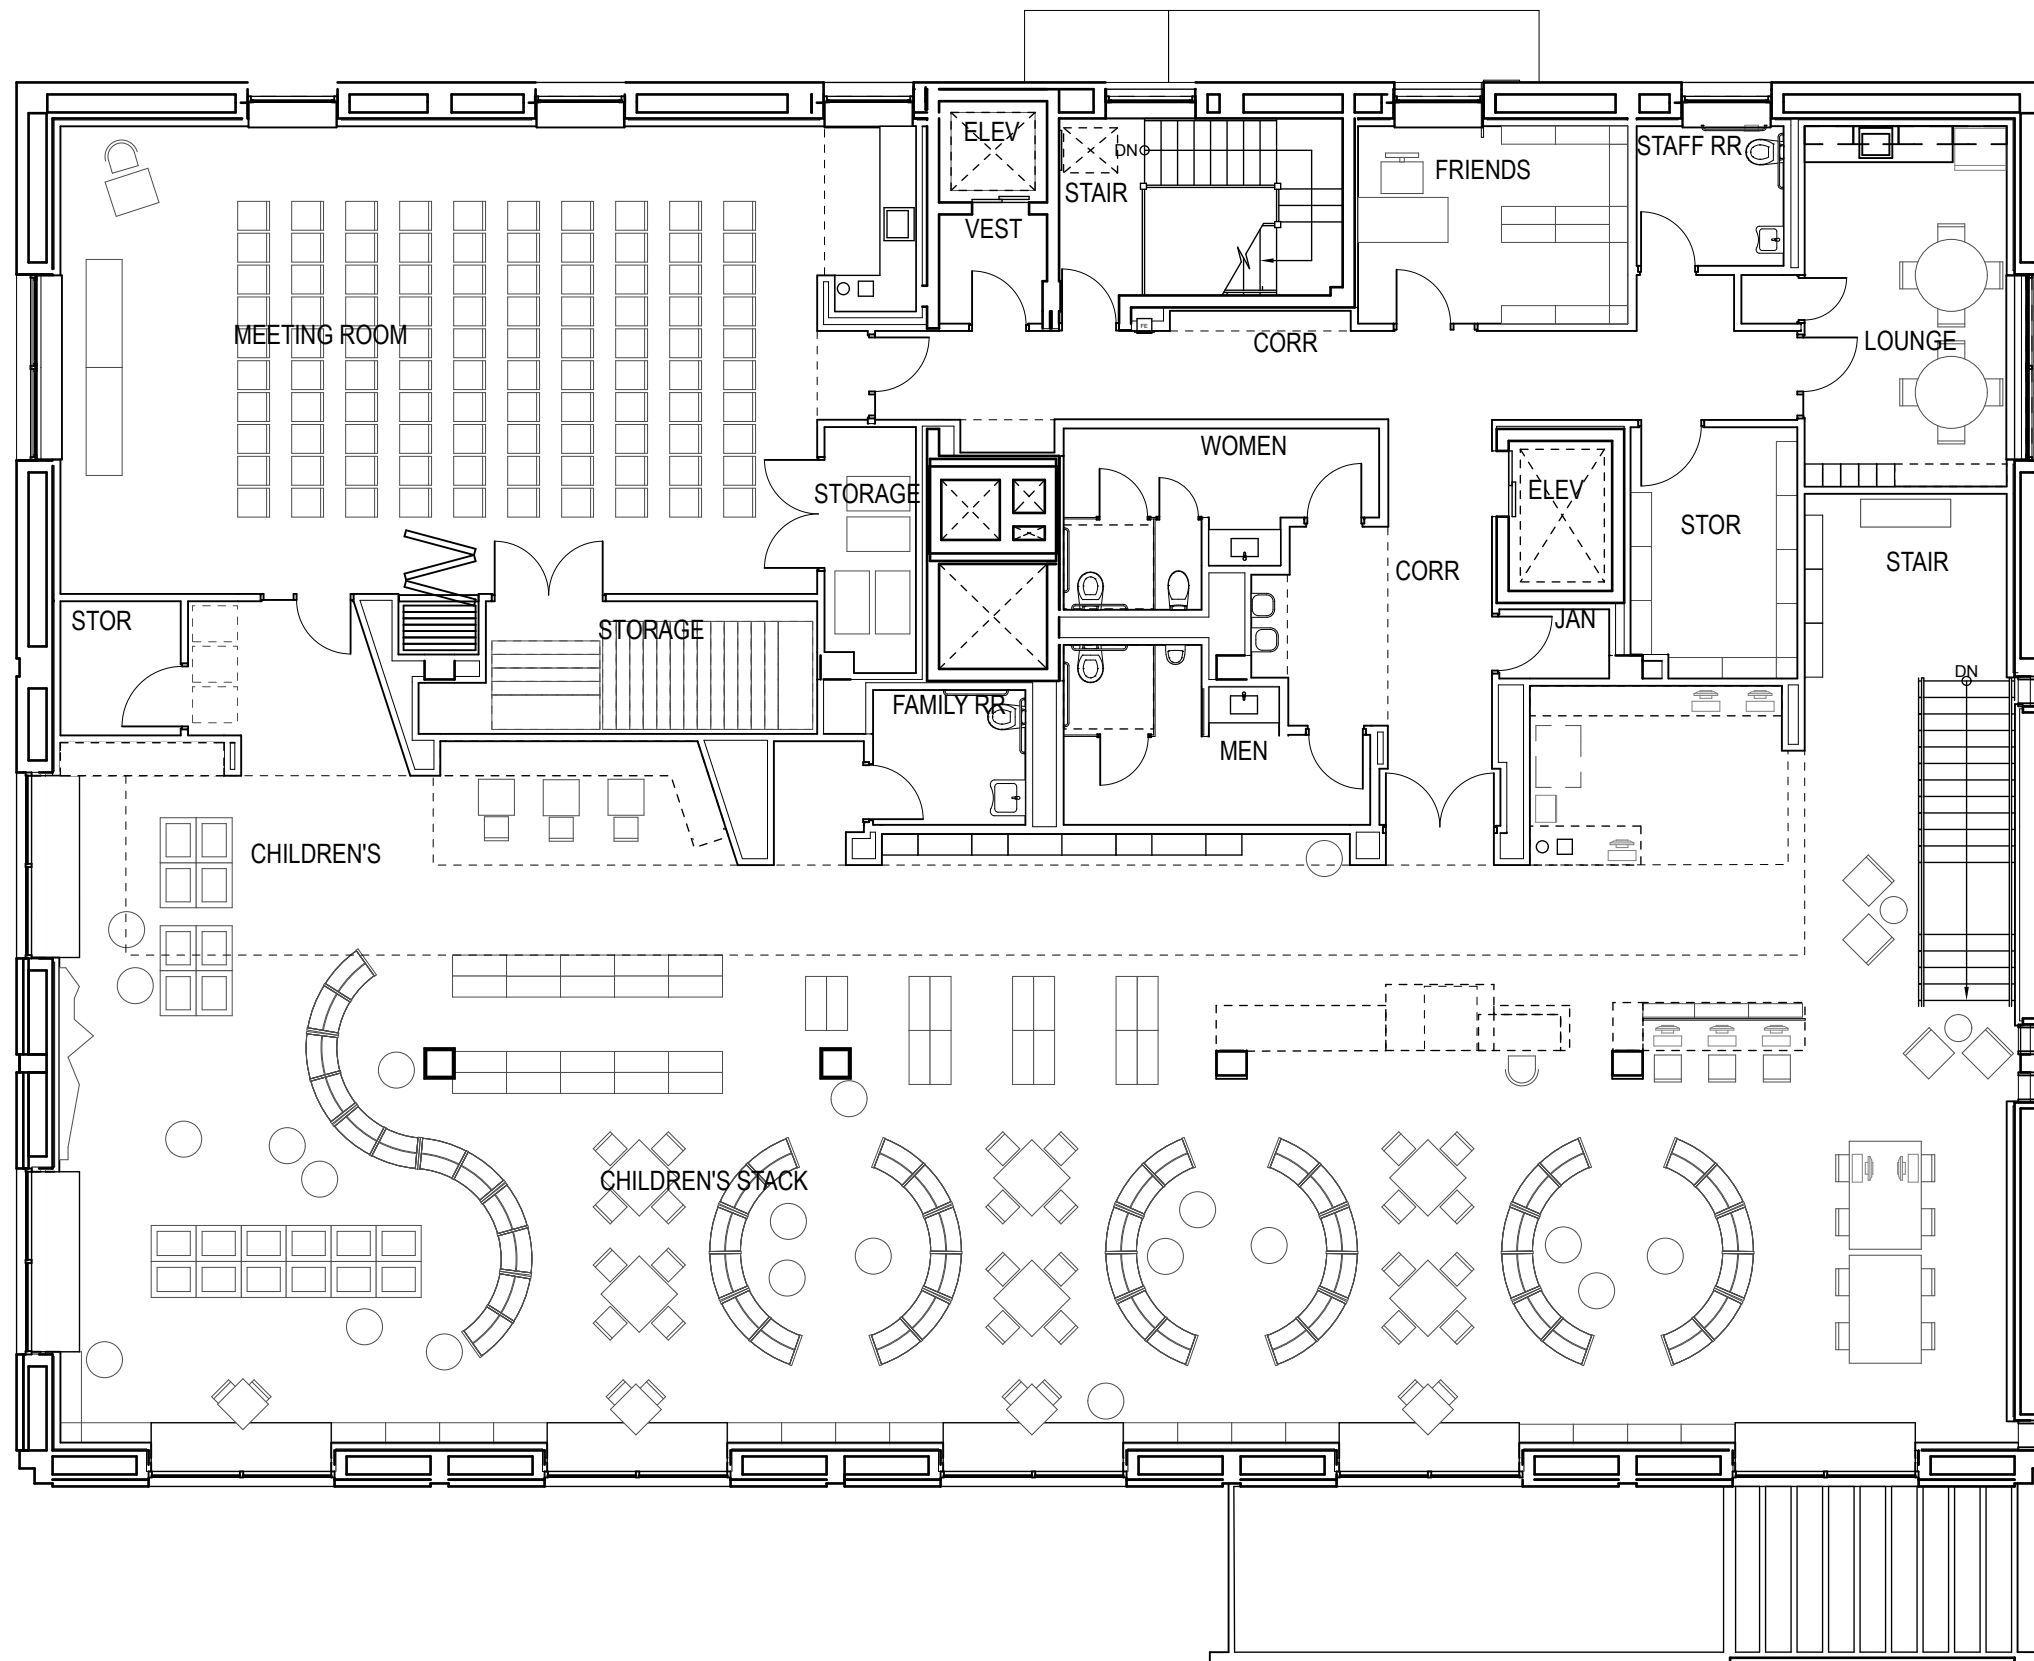 ELEV
DN
STAIR
VEST
FRIENDS
STAFF RR
MEETING ROOM
FE
CORR
LOUNGE
WOMEN
STORAGE
ELEV
STOR
CORR
STAIR
STOR
STORAGE
JAN
DN
FAMILY RR
MEN
CHILDREN'S
CHILDREN'S STACK